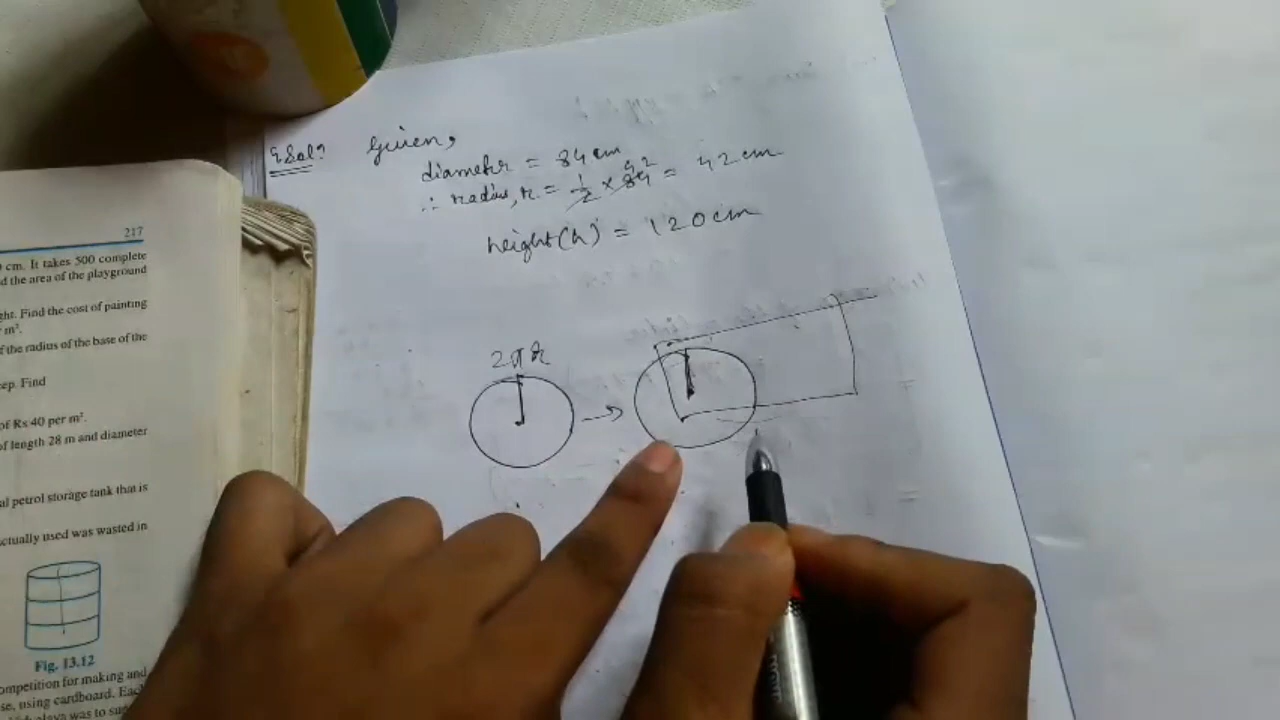 Given,
diameter = 84 cm
∴ radius, r = 1/2 × 84 42 = 42 cm
height(h) = 120 cm
2πr
217
0 cm. It takes 500 complete
d the area of the playground
ght. Find the cost of painting
m².
f the radius of the base of the
ep. Find
of Rs 40 per m².
of length 28 m and diameter
al petrol storage tank that is
actually used was wasted in
Fig. 13.12
ompetition for making and
se, using cardboard. Eac